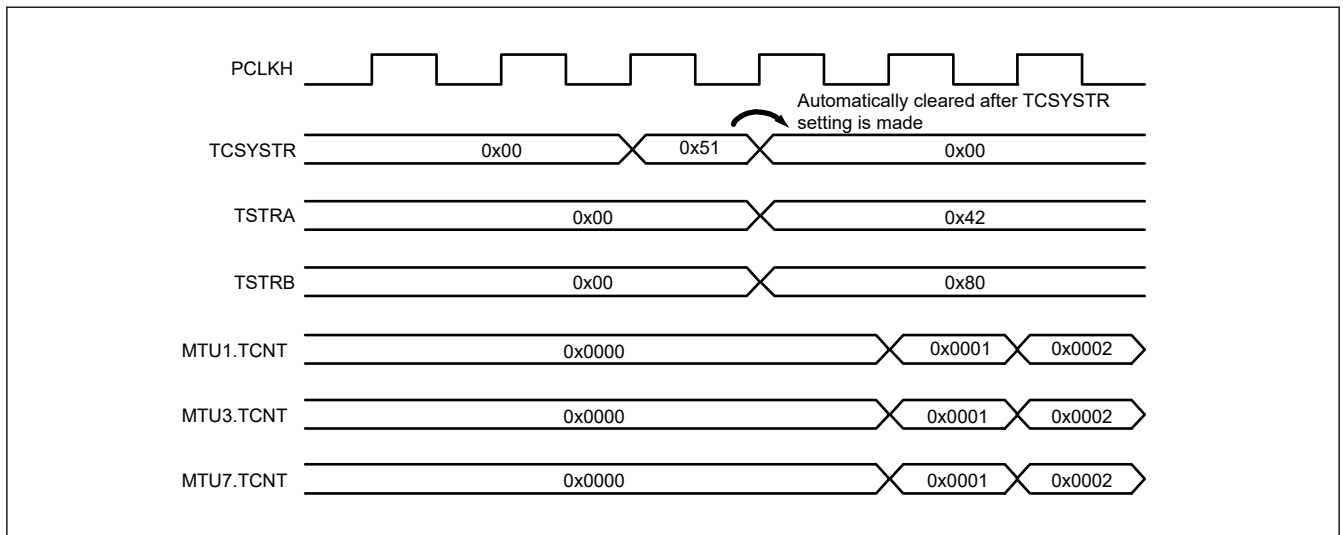 PCLKH
Automatically cleared after TCSYSTR
setting is made
TCSYSTR 0x00 0x51 0x00
TSTRA 0x00 0x42
TSTRB 0x00 0x80
MTU1.TCNT 0x0000 0x0001 0x0002
MTU3.TCNT 0x0000 0x0001 0x0002
MTU7.TCNT 0x0000 0x0001 0x0002